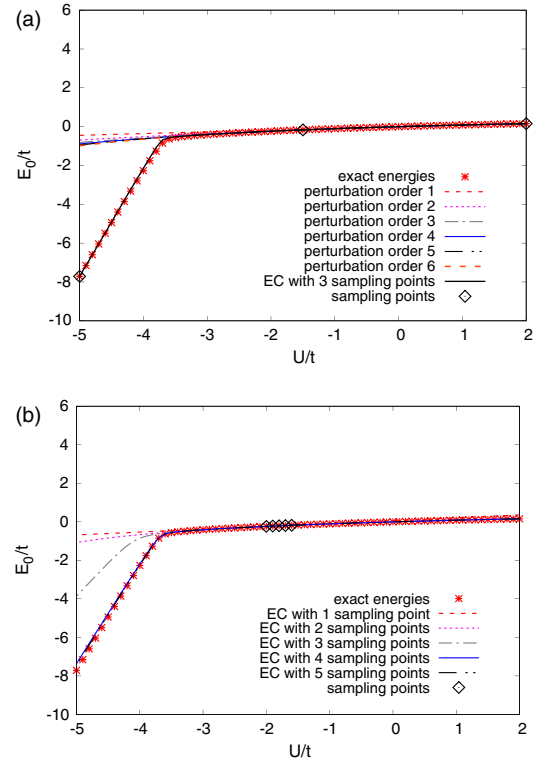 (a)
6
4
2
0
-2
-4
-6
-8
-10
E0/t
exact energies
perturbation order 1
perturbation order 2
perturbation order 3
perturbation order 4
perturbation order 5
perturbation order 6
EC with 3 sampling points
sampling points
-5 -4 -3 -2 -1 0 1 2
U/t
(b)
6
4
2
0
-2
-4
-6
-8
-10
E0/t
exact energies
EC with 1 sampling point
EC with 2 sampling points
EC with 3 sampling points
EC with 4 sampling points
EC with 5 sampling points
sampling points
-5 -4 -3 -2 -1 0 1 2
U/t